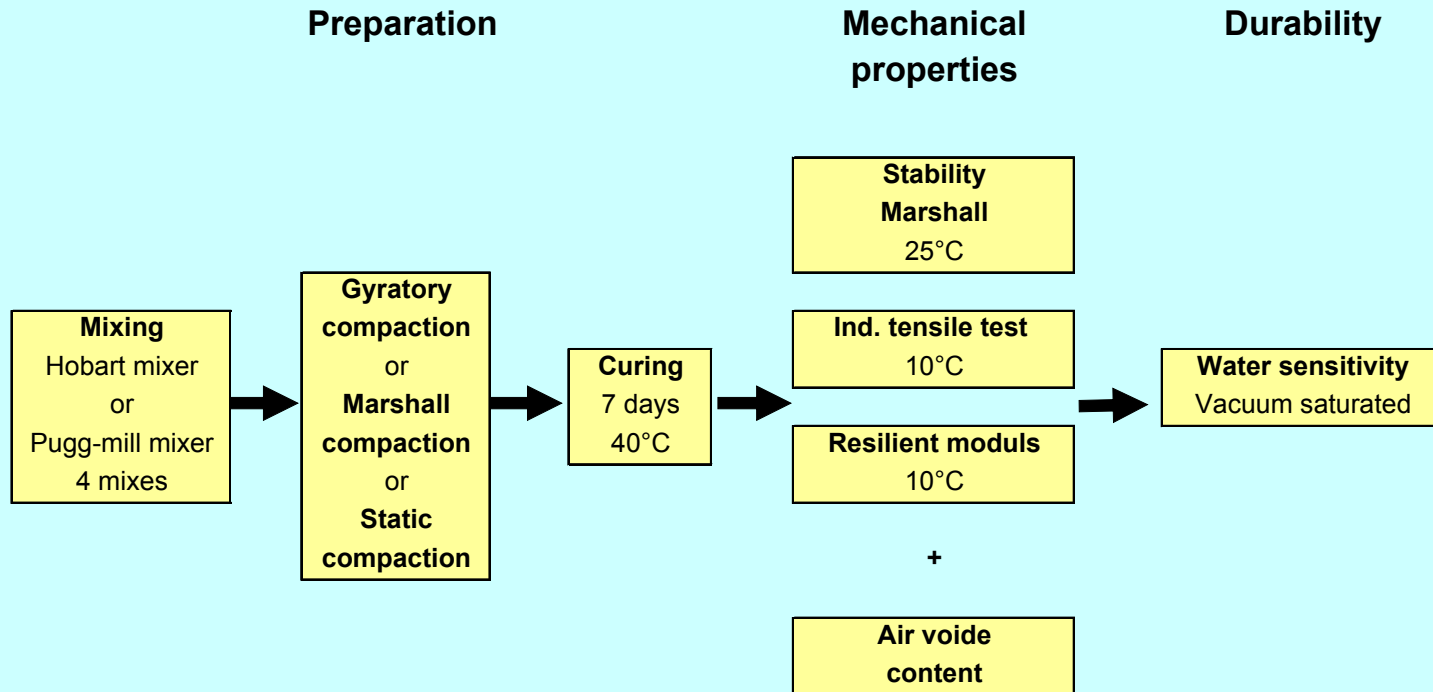 Preparation
Mechanical
properties
Durability
Mixing
Hobart mixer
or
Pugg-mill mixer
4 mixes
Gyratory
compaction
or
Marshall
compaction
or
Static
compaction
Curing
7 days
40°C
Stability
Marshall
25°C
Ind. tensile test
10°C
Resilient moduls
10°C
+
Air voide
content
Water sensitivity
Vacuum saturated